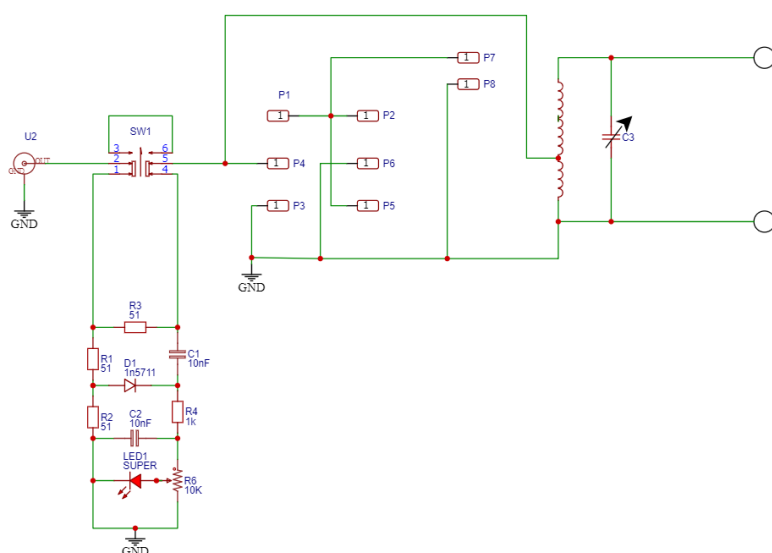 P7
1
P8
1
P1
1
P2
1
SW1
U2
3
6
OUT
2
5
1
P4
1
P6
C3
GND
1
4
1
P3
1
P5
GND
GND
R3
51
R1
51
D1
1n5711
C1
10nF
R2
51
C2
10nF
R4
1k
LED1
SUPER
R6
10K
GND